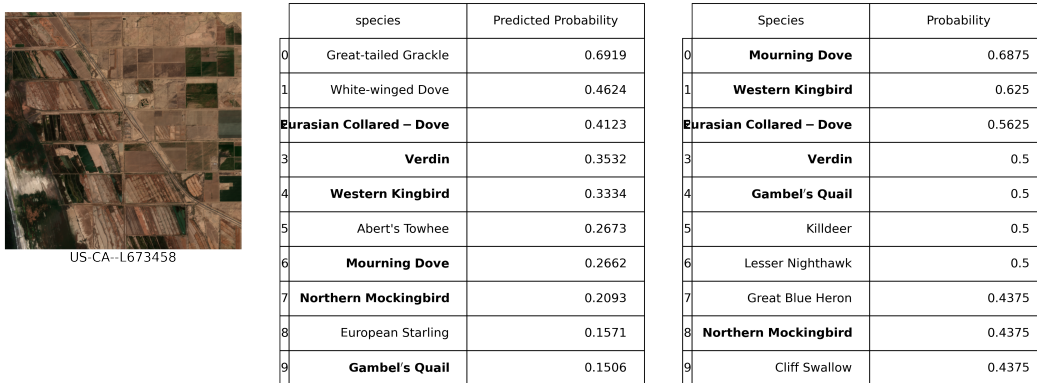 US-CA--L673458
species Predicted Probability
0 Great-tailed Grackle 0.6919
1 White-winged Dove 0.4624
2 Eurasian Collared – Dove 0.4123
3 Verdin 0.3532
4 Western Kingbird 0.3334
5 Abert's Towhee 0.2673
6 Mourning Dove 0.2662
7 Northern Mockingbird 0.2093
8 European Starling 0.1571
9 Gambel′s Quail 0.1506
Species Probability
0 Mourning Dove 0.6875
1 Western Kingbird 0.625
2 Eurasian Collared – Dove 0.5625
3 Verdin 0.5
4 Gambel′s Quail 0.5
5 Killdeer 0.5
6 Lesser Nighthawk 0.5
7 Great Blue Heron 0.4375
8 Northern Mockingbird 0.4375
9 Cliff Swallow 0.4375